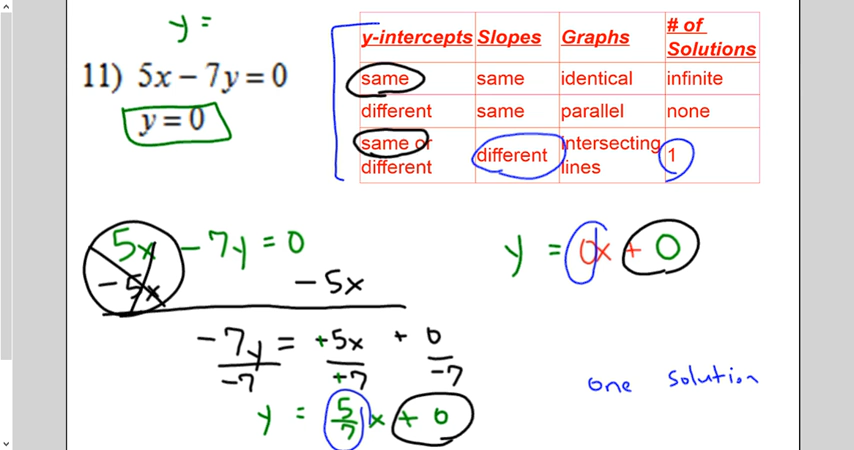 y =
11) 5x – 7y = 0
y = 0
y-intercepts Slopes Graphs # of Solutions
same same identical infinite
different same parallel none
same or different different intersecting lines 1
5x - 7y = 0
- 5x - 5x
-7y = +5x + 0
-7 +7 -7
y = 5/7 x + 0
y = 0x + 0
one solution